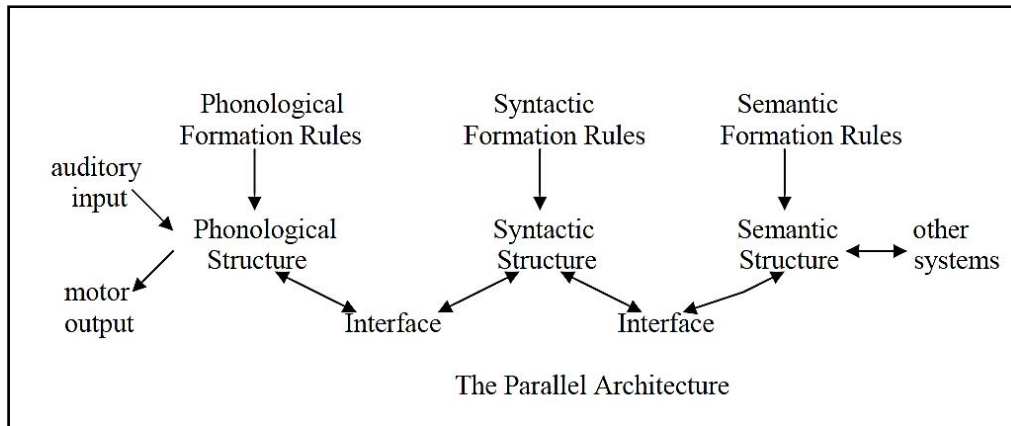 Phonological
Formation Rules
Syntactic
Formation Rules
Semantic
Formation Rules
auditory
input
Phonological
Structure
Syntactic
Structure
Semantic
Structure
other
systems
motor
output
Interface
Interface
The Parallel Architecture